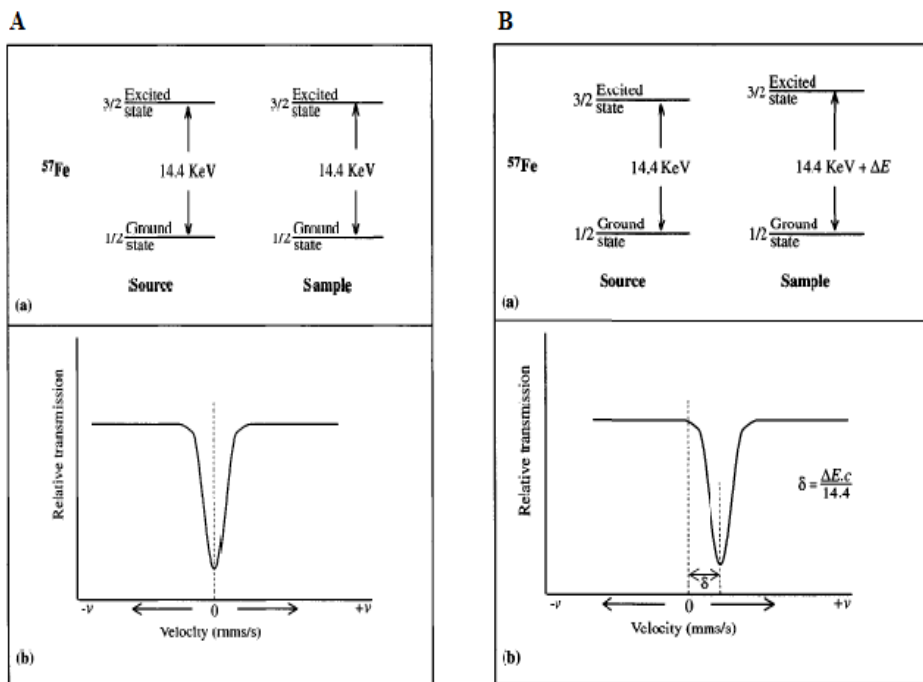 A
3/2 Excited state
3/2 Excited state
57Fe
14.4 KeV
14.4 KeV
1/2 Ground state
1/2 Ground state
Source
Sample
(a)
Relative transmission
-v
0
+v
Velocity (mms/s)
(b)
B
3/2 Excited state
3/2 Excited state
57Fe
14.4 KeV
14.4 KeV + ΔE
1/2 Ground state
1/2 Ground state
Source
Sample
(a)
Relative transmission
δ = ΔE.c / 14.4
δ
-v
0
+v
Velocity (mms/s)
(b)